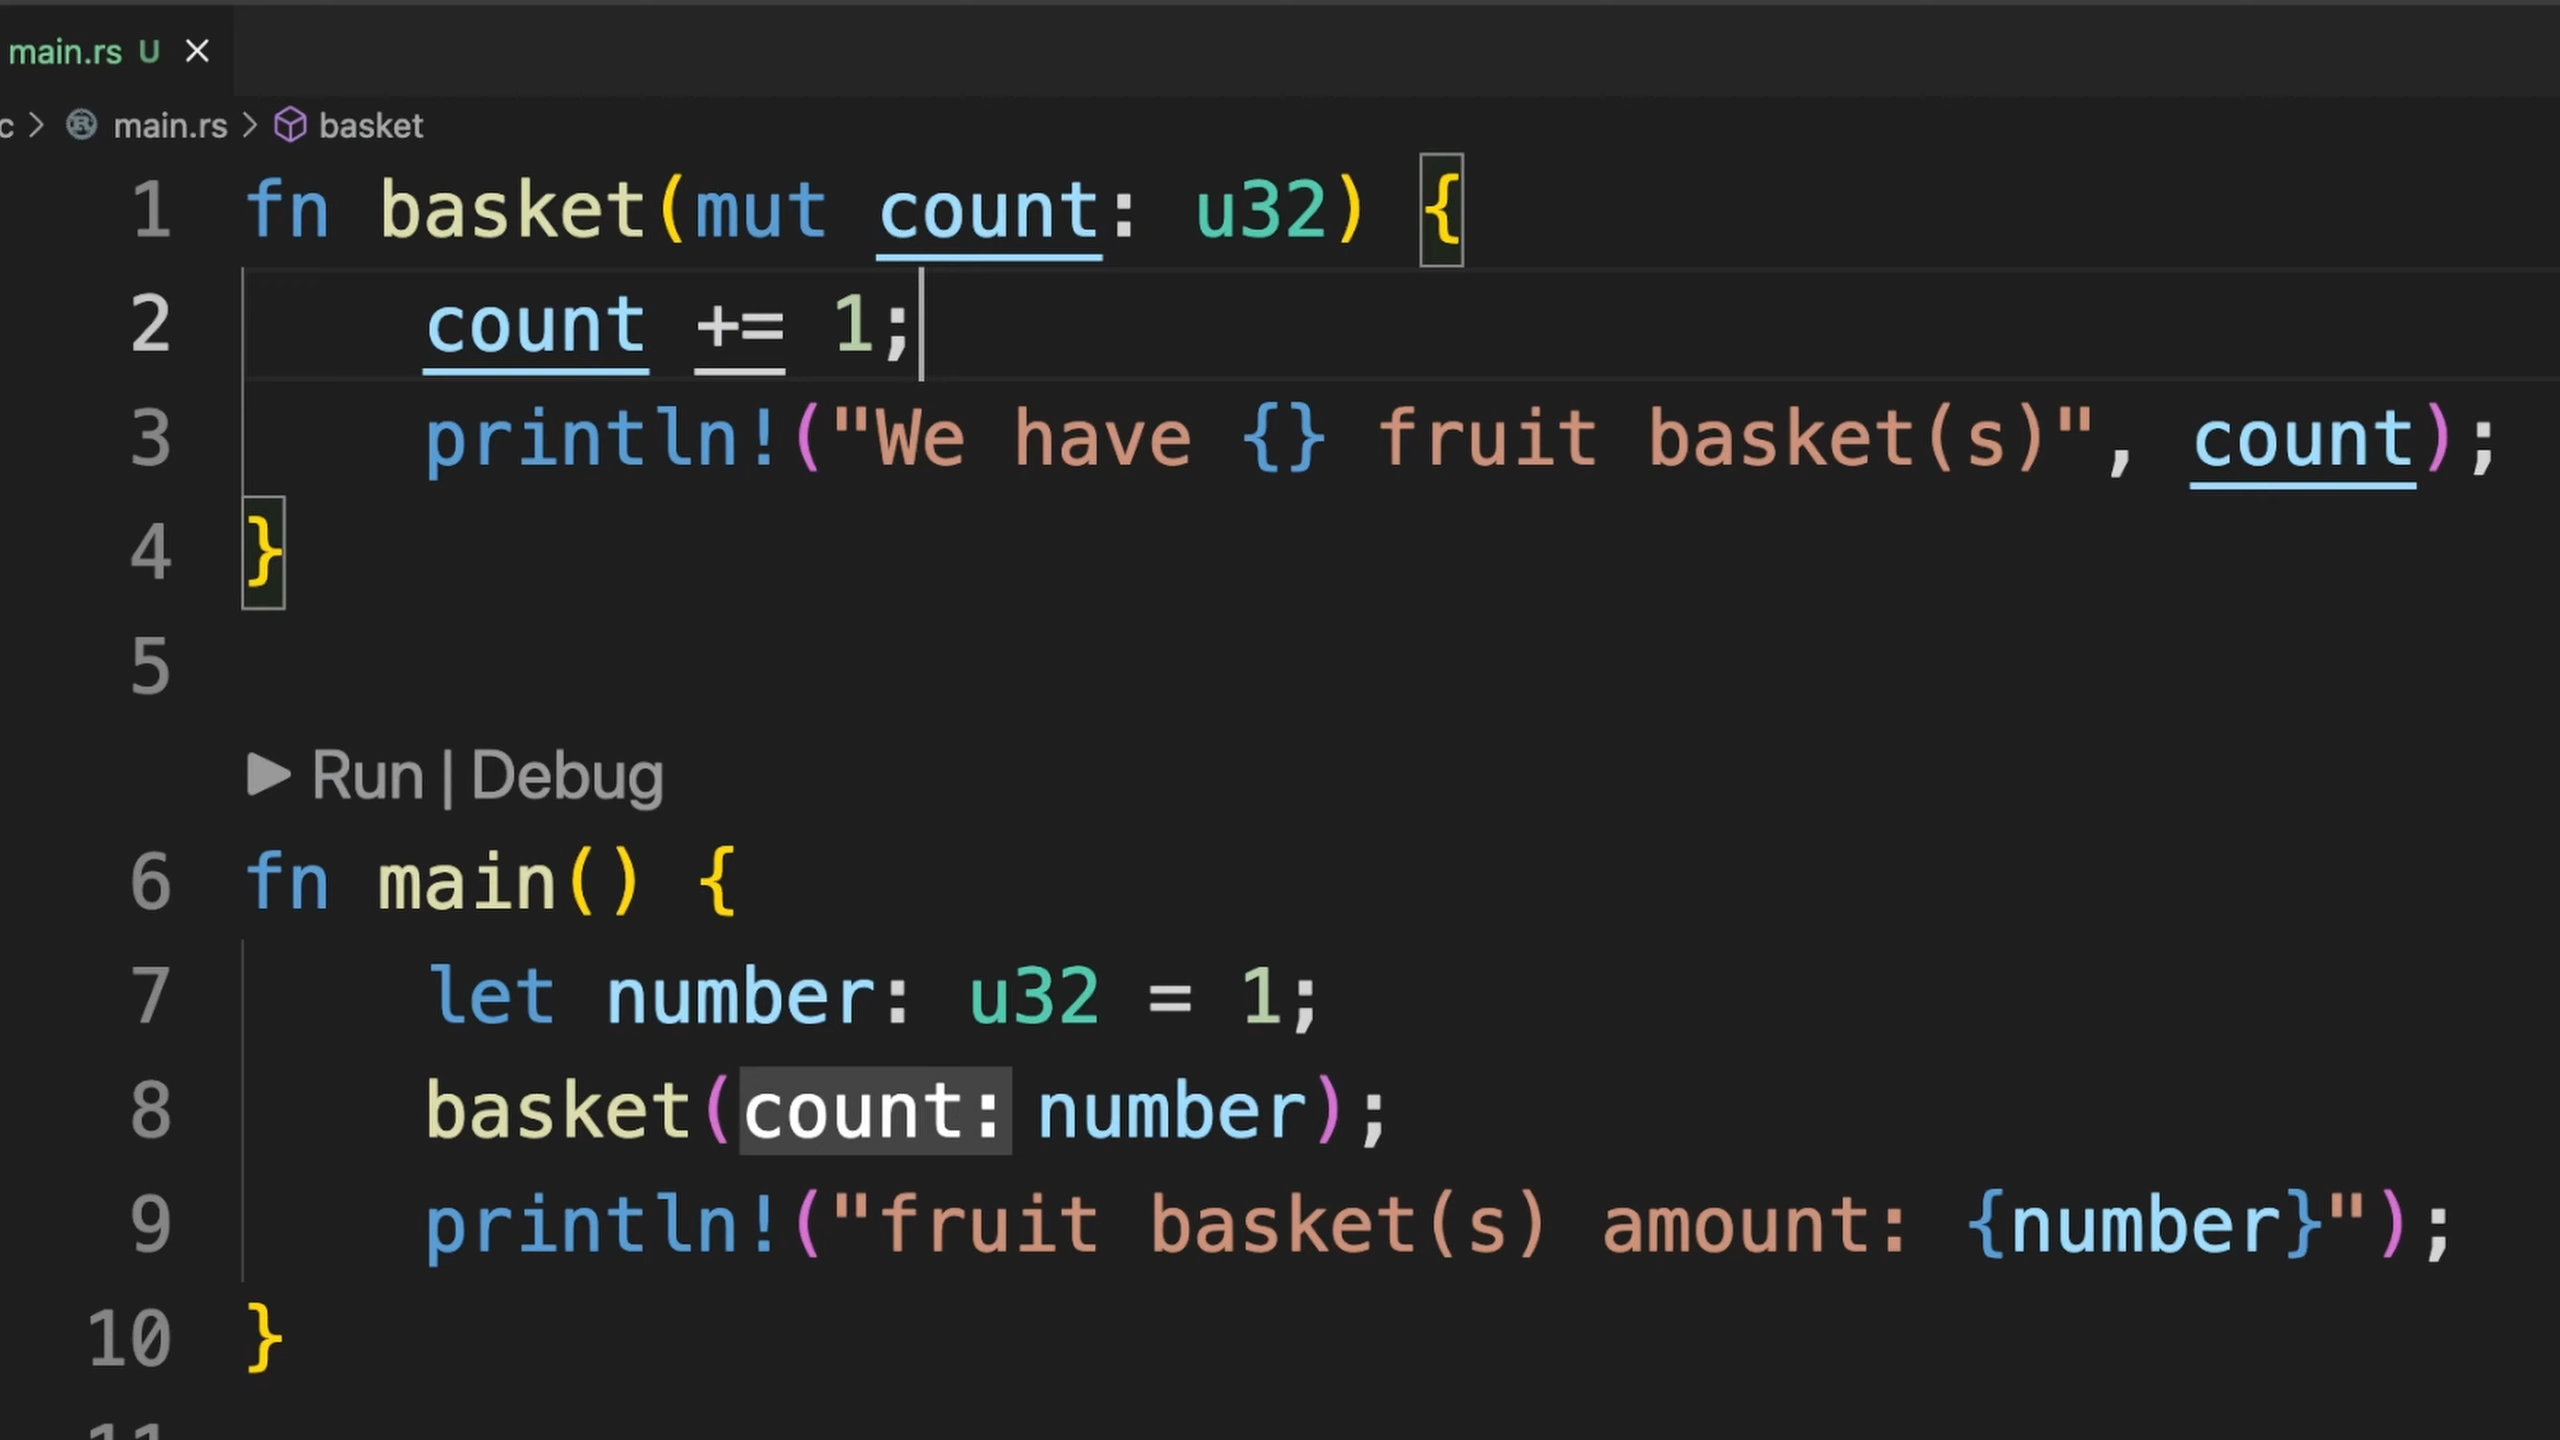 main.rs U ×
c > main.rs > basket
1 fn basket(mut count: u32) {
2     count += 1;
3     println!("We have {} fruit basket(s)", count);
4 }
5
▶ Run | Debug
6 fn main() {
7     let number: u32 = 1;
8     basket(count: number);
9     println!("fruit basket(s) amount: {number}");
10 }
11